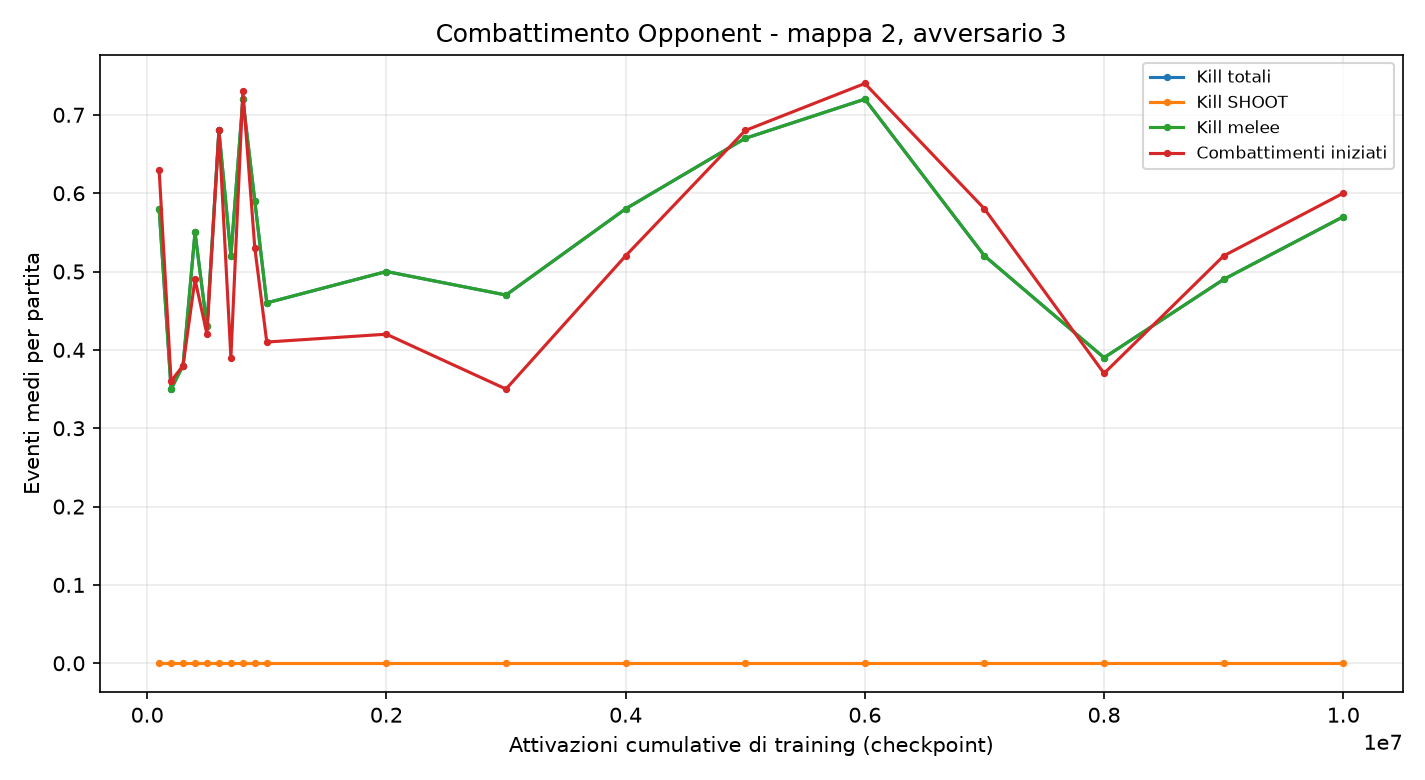 Combattimento Opponent - mappa 2, avversario 3
Kill totali
Kill SHOOT
Kill melee
Combattimenti iniziati
Eventi medi per partita
0.7
0.6
0.5
0.4
0.3
0.2
0.1
0.0
0.0 0.2 0.4 0.6 0.8 1.0
1e7
Attivazioni cumulative di training (checkpoint)